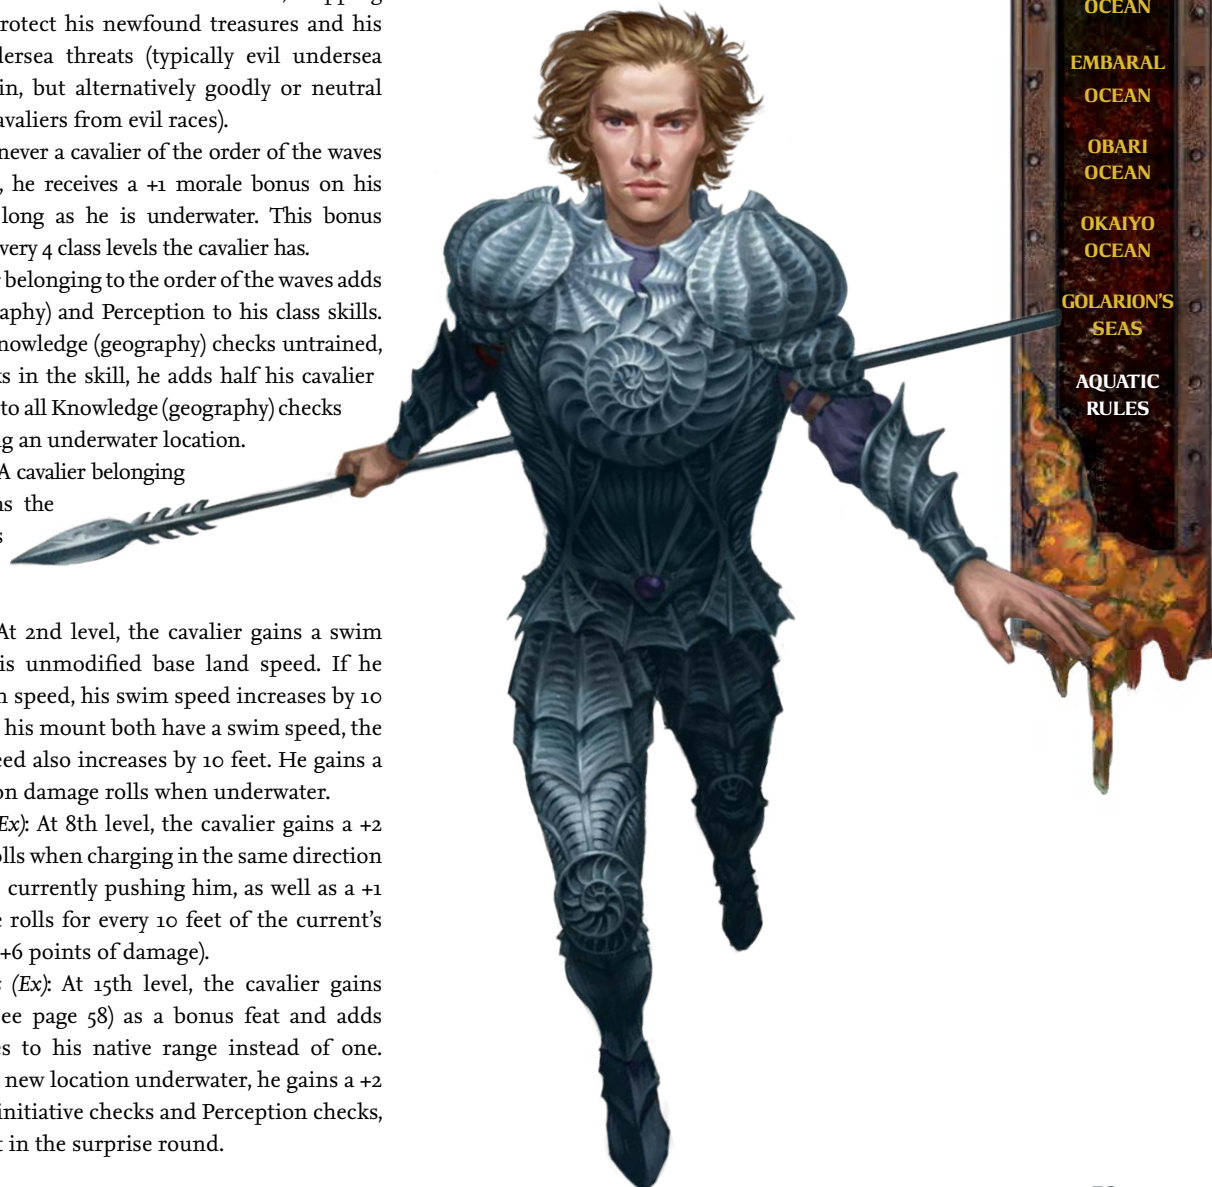 rotect his newfound treasures and his
dersea threats (typically evil undersea
in, but alternatively goodly or neutral
avaliers from evil races).
never a cavalier of the order of the waves
, he receives a +1 morale bonus on his
long as he is underwater. This bonus
very 4 class levels the cavalier has.
belonging to the order of the waves adds
aphy) and Perception to his class skills.
nowledge (geography) checks untrained,
s in the skill, he adds half his cavalier
to all Knowledge (geography) checks
g an underwater location.
A cavalier belonging
ns the
s
At 2nd level, the cavalier gains a swim
is unmodified base land speed. If he
m speed, his swim speed increases by 10
his mount both have a swim speed, the
eed also increases by 10 feet. He gains a
on damage rolls when underwater.
Ex): At 8th level, the cavalier gains a +2
olls when charging in the same direction
currently pushing him, as well as a +1
e rolls for every 10 feet of the current's
+6 points of damage).
s (Ex): At 15th level, the cavalier gains
ee page 58) as a bonus feat and adds
es to his native range instead of one.
new location underwater, he gains a +2
initiative checks and Perception checks,
t in the surprise round.
OCEAN
EMBARAL
OCEAN
OBARI
OCEAN
OKAIYO
OCEAN
GOLARION'S
SEAS
AQUATIC
RULES